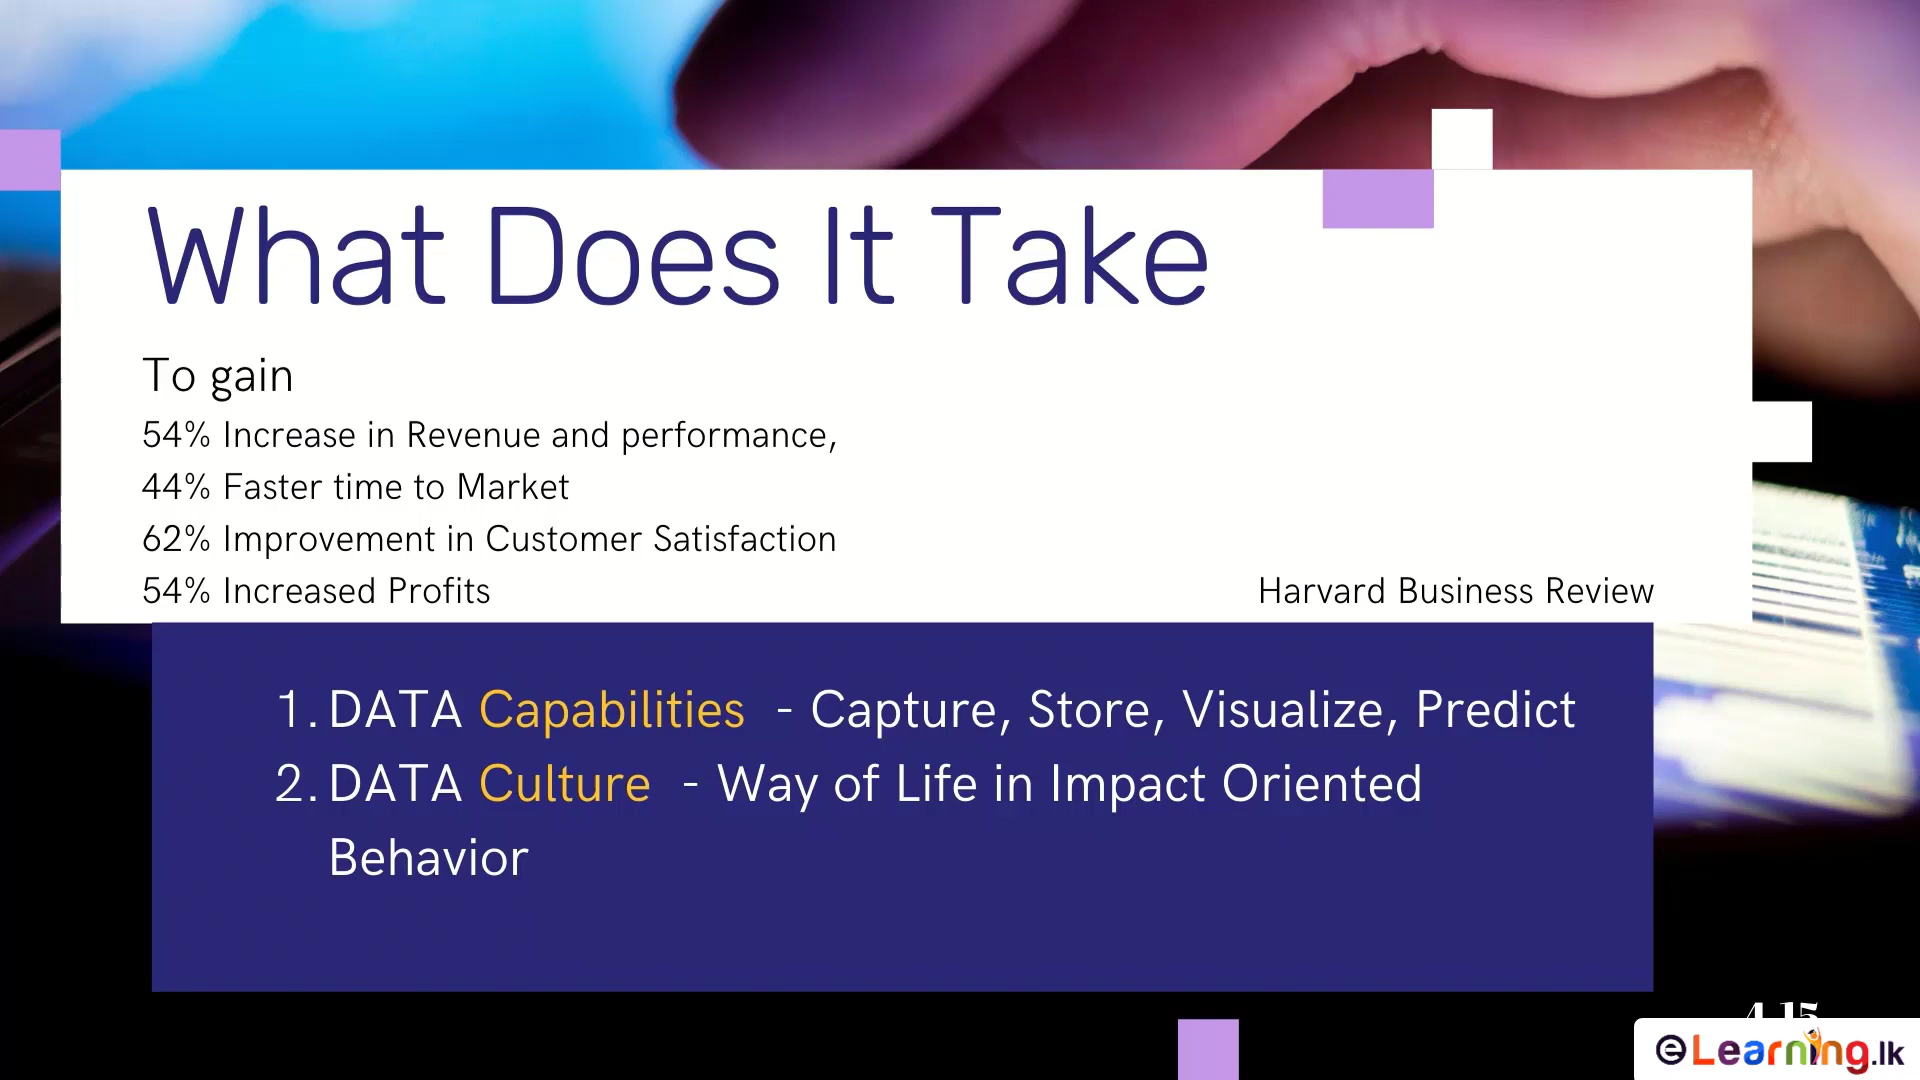 What Does It Take
To gain
54% Increase in Revenue and performance,
44% Faster time to Market
62% Improvement in Customer Satisfaction
54% Increased Profits
Harvard Business Review
1. DATA Capabilities - Capture, Store, Visualize, Predict
2. DATA Culture - Way of Life in Impact Oriented
Behavior
eLearning.lk